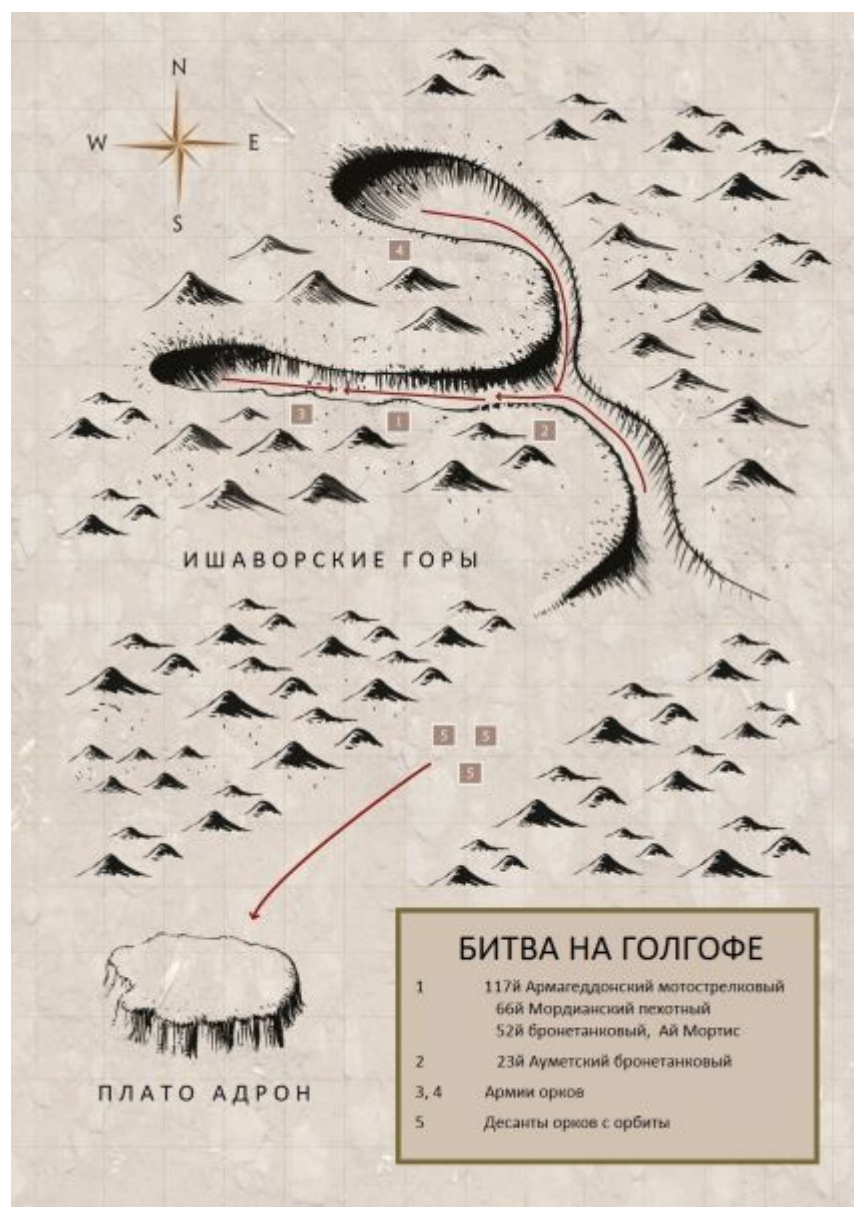 N
W E
S
4
3 1 2
ИШАВОРСКИЕ ГОРЫ
5 5
5
ПЛАТО АДРОН
БИТВА НА ГОЛГОФЕ
1 117й Армагеддонский мотострелковый
66й Мордианский пехотный
52й бронетанковый, Ай Мортис
2 23й Ауметский бронетанковый
3, 4 Армии орков
5 Десанты орков с орбиты